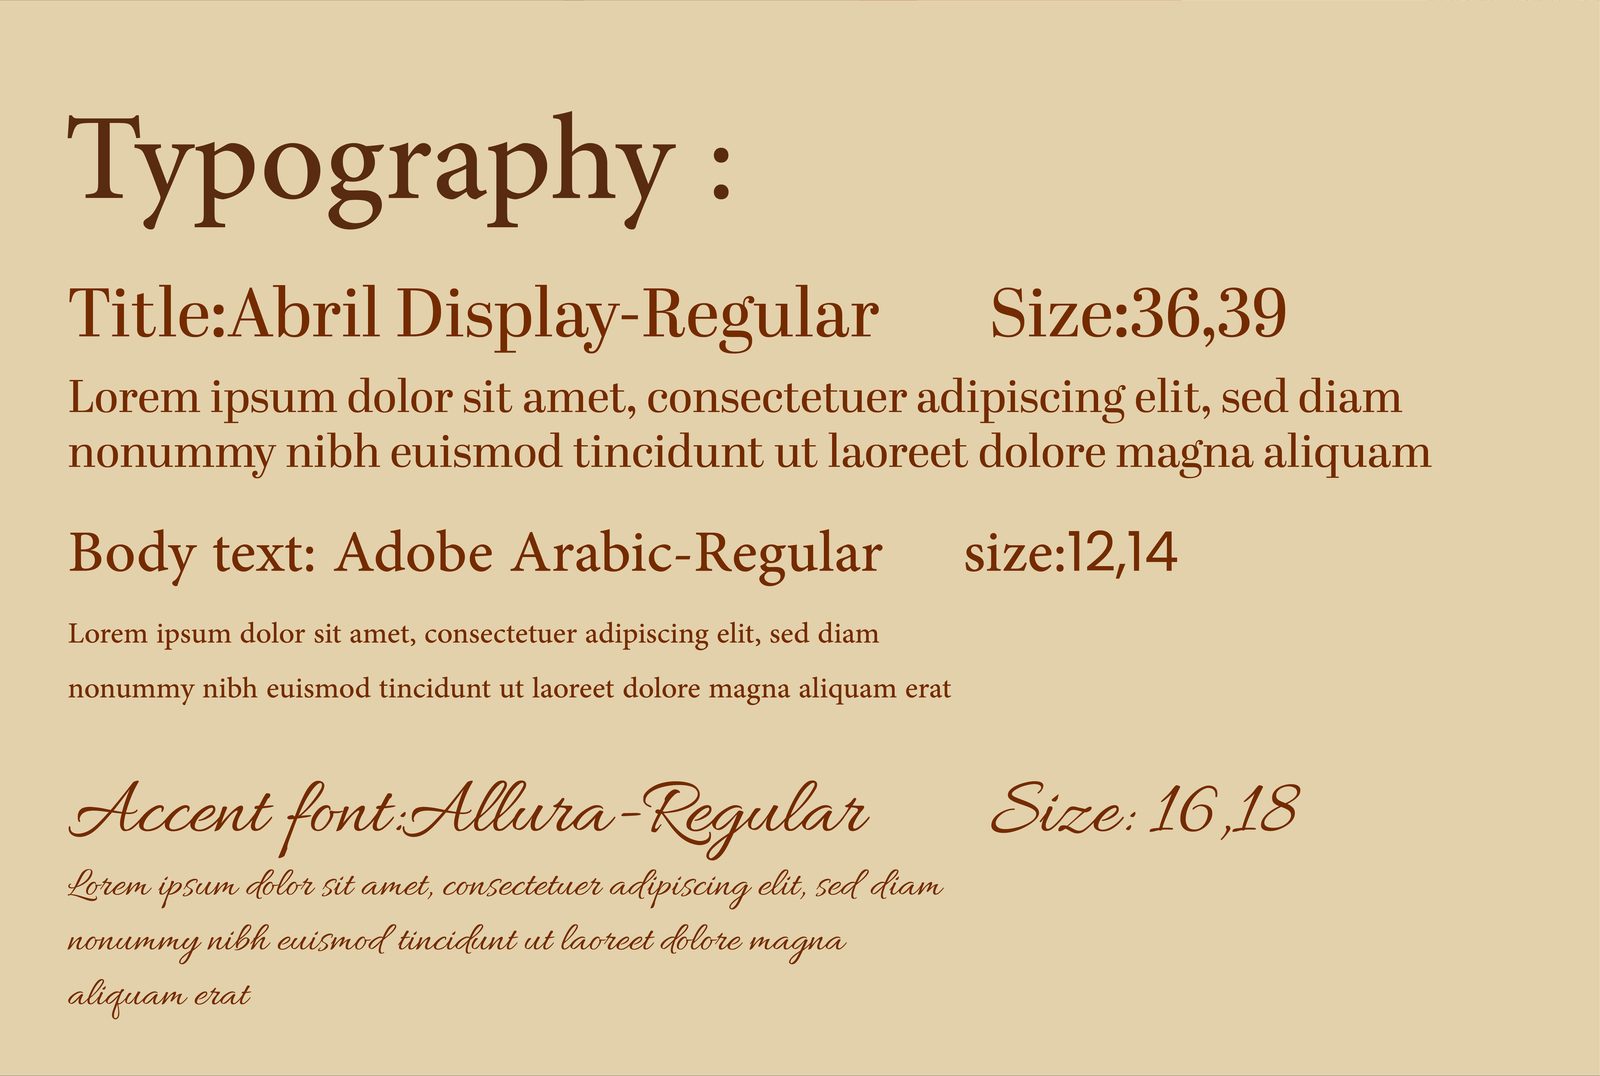 Typography :
Title:Abril Display-Regular Size:36,39
Lorem ipsum dolor sit amet, consectetuer adipiscing elit, sed diam
nonummy nibh euismod tincidunt ut laoreet dolore magna aliquam
Body text: Adobe Arabic-Regular size:12,14
Lorem ipsum dolor sit amet, consectetuer adipiscing elit, sed diam
nonummy nibh euismod tincidunt ut laoreet dolore magna aliquam erat
Accent font:Allura-Regular Size: 16,18
Lorem ipsum dolor sit amet, consectetuer adipiscing elit, sed diam
nonummy nibh euismod tincidunt ut laoreet dolore magna
aliquam erat